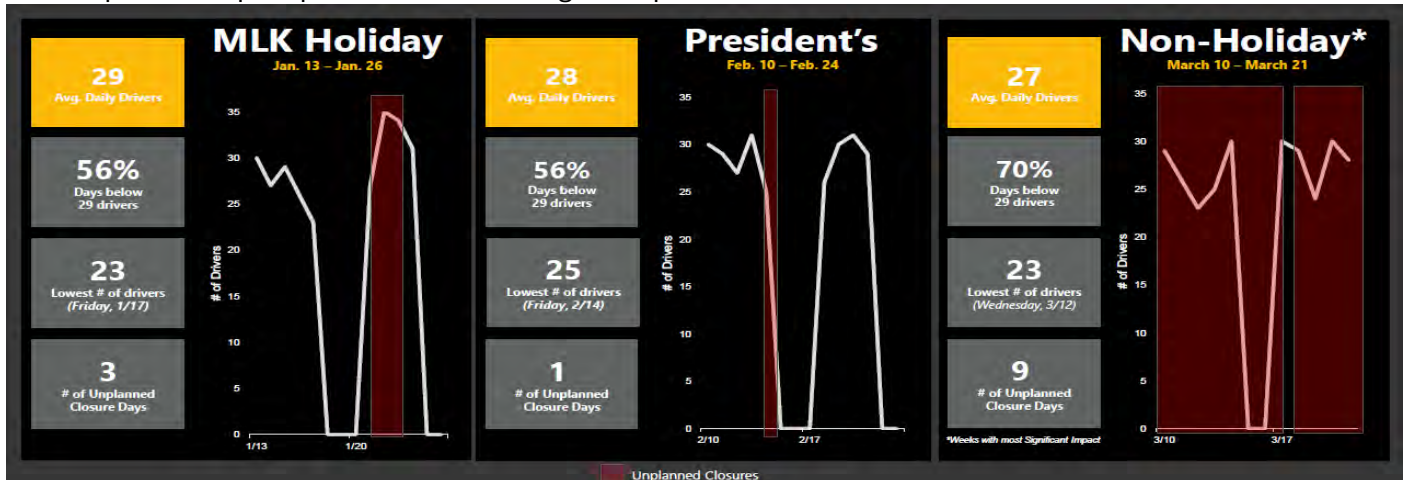 MLK Holiday
Jan. 13 – Jan. 26
29
Avg. Daily Drivers
56%
Days below
29 drivers
23
Lowest # of drivers
(Friday, 1/17)
3
# of Unplanned
Closure Days
# of Drivers
35
30
25
20
15
10
5
0
1/13
1/20
President's
Feb. 10 – Feb. 24
28
Avg. Daily Drivers
56%
Days below
29 drivers
25
Lowest # of drivers
(Friday, 2/14)
1
# of Unplanned
Closure Days
# of Drivers
35
30
25
20
15
10
5
0
2/10
2/17
Non-Holiday*
March 10 – March 21
27
Avg. Daily Drivers
70%
Days below
29 drivers
23
Lowest # of drivers
(Wednesday, 3/12)
9
# of Unplanned
Closure Days
*Weeks with most Significant Impact
# of Drivers
35
30
25
20
15
10
5
0
3/10
3/17
Unplanned Closures